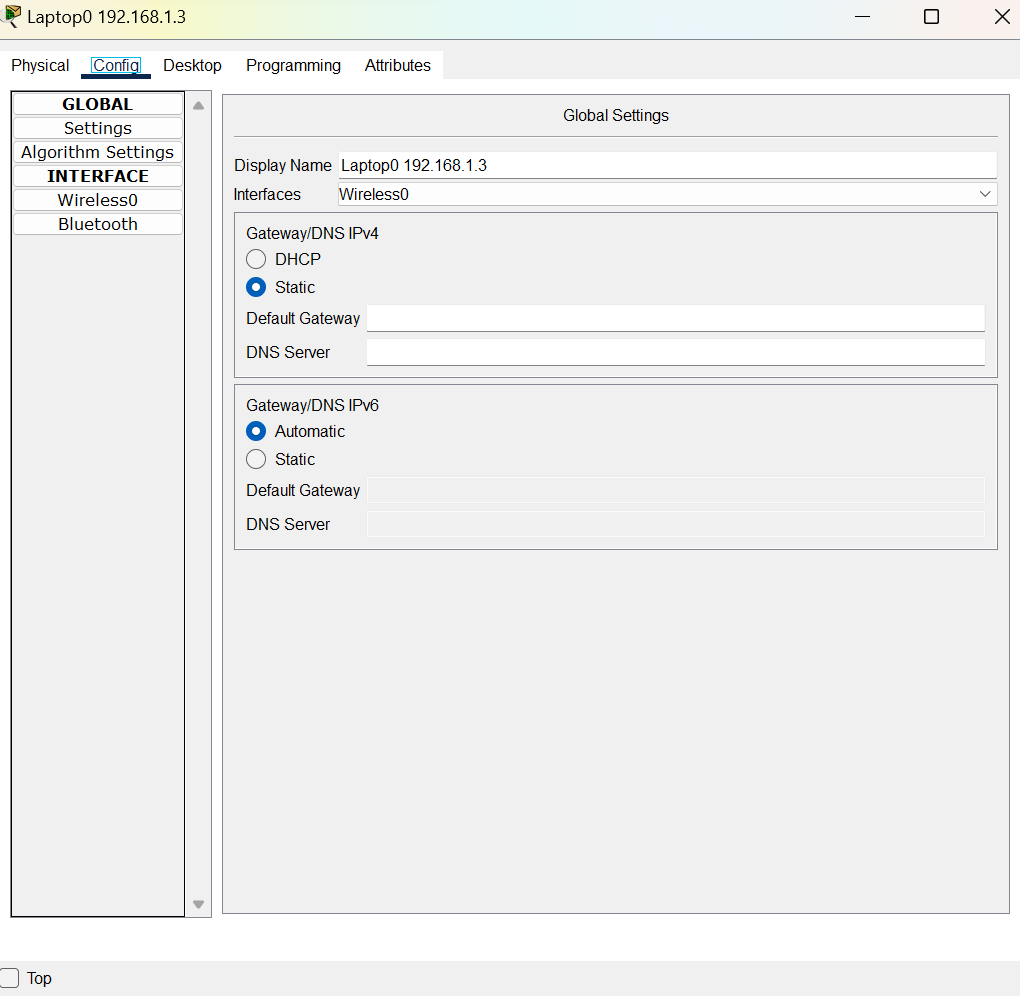 Laptop0 192.168.1.3
Physical Config Desktop Programming Attributes
GLOBAL
Settings
Algorithm Settings
INTERFACE
Wireless0
Bluetooth
Global Settings
Display Name Laptop0 192.168.1.3
Interfaces Wireless0
Gateway/DNS IPv4
DHCP
Static
Default Gateway
DNS Server
Gateway/DNS IPv6
Automatic
Static
Default Gateway
DNS Server
Top